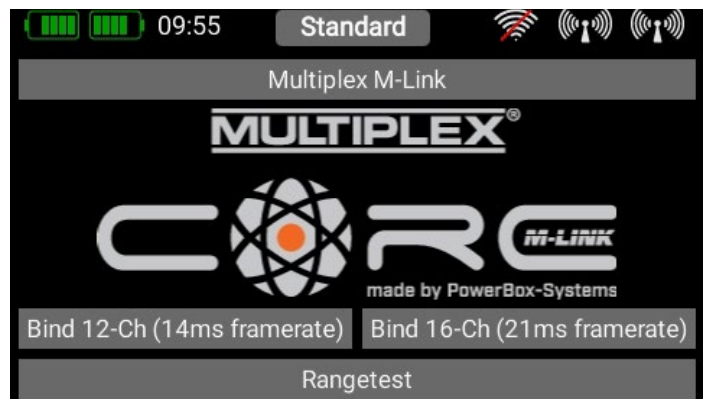 09:55 Standard
Multiplex M-Link
MULTIPLEX®
CORE M-LINK
made by PowerBox-Systems
Bind 12-Ch (14ms framerate) Bind 16-Ch (21ms framerate)
Rangetest